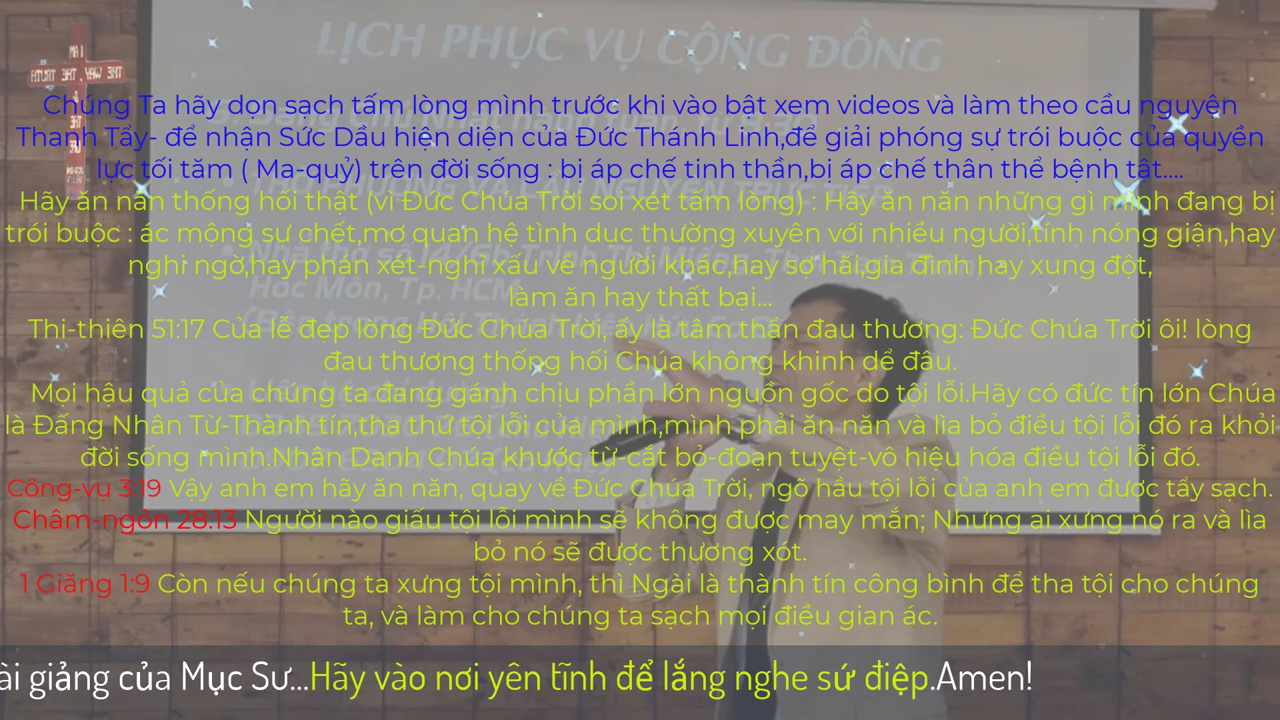 LỊCH PHỤC VỤ CỘNG ĐỒNG
Chúng Ta hãy dọn sạch tấm lòng mình trước khi vào bật xem videos và làm theo cầu nguyện
Thanh Tẩy- để nhận Sức Dầu hiện diện của Đức Thánh Linh,để giải phóng sự trói buộc của quyền
lực tối tăm ( Ma-quỷ) trên đời sống : bị áp chế tinh thần,bị áp chế thân thể bệnh tật....
Hãy ăn năn thống hối thật (vì Đức Chúa Trời soi xét tấm lòng) : Hãy ăn năn những gì mình đang bị
trói buộc : ác mộng sự chết,mơ quan hệ tình dục thường xuyên với nhiều người,tính nóng giận,hay
nghi ngờ,hay phán xét-nghĩ xấu về người khác,hay sợ hãi,gia đình hay xung đột,
làm ăn hay thất bại...
Hóc Môn, Tp. HCM
Thi-thiên 51:17 Của lễ đẹp lòng Đức Chúa Trời, ấy là tâm thần đau thương: Đức Chúa Trời ôi! lòng
đau thương thống hối Chúa không khinh dể đâu.
Mọi hậu quả của chúng ta đang gánh chịu phần lớn nguồn gốc do tội lỗi.Hãy có đức tin lớn Chúa
là Đấng Nhân Từ-Thành tín,tha thứ tội lỗi của mình,mình phải ăn năn và lìa bỏ điều tội lỗi đó ra khỏi
đời sống mình.Nhân Danh Chúa khước từ-cắt bỏ-đoạn tuyệt-vô hiệu hóa điều tội lỗi đó.
Công-vụ 3:19 Vậy anh em hãy ăn năn, quay về Đức Chúa Trời, ngõ hầu tội lỗi của anh em được tẩy sạch.
Châm-ngôn 28:13 Người nào giấu tội lỗi mình sẽ không được may mắn; Nhưng ai xưng nó ra và lìa
bỏ nó sẽ được thương xót.
1 Giăng 1:9 Còn nếu chúng ta xưng tội mình, thì Ngài là thành tín công bình để tha tội cho chúng
ta, và làm cho chúng ta sạch mọi điều gian ác.
ài giảng của Mục Sư...Hãy vào nơi yên tĩnh để lắng nghe sứ điệp.Amen!